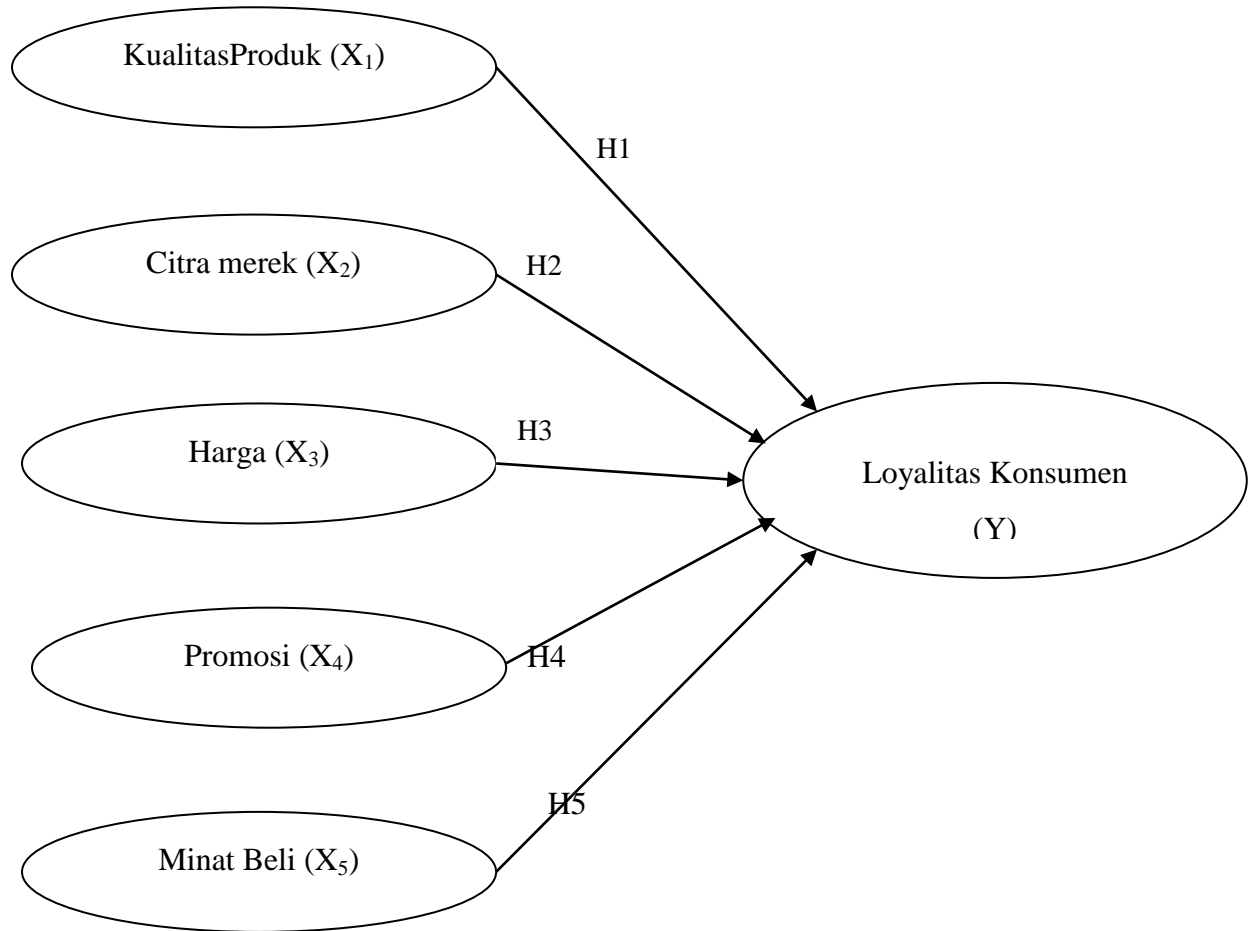 KualitasProduk (X₁)
H1
Citra merek (X₂)
H2
Harga (X₃)
H3
Loyalitas Konsumen
(Y)
Promosi (X₄)
H4
Minat Beli (X₅)
H5